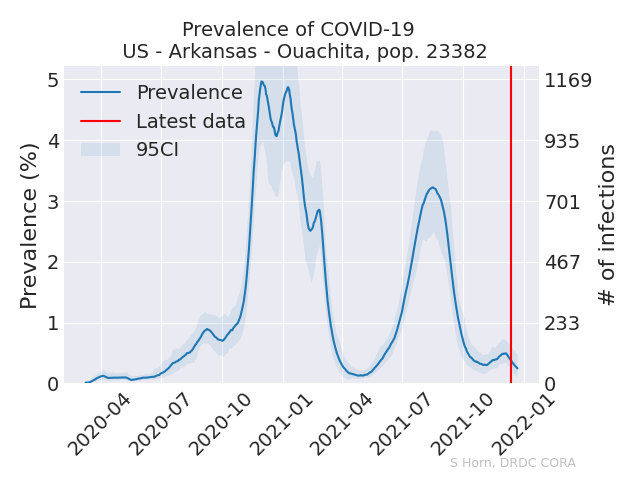 Prevalence of COVID-19
US - Arkansas - Ouachita, pop. 23382
Prevalence
Latest data
95CI
Prevalence (%)
5
4
3
2
1
0
1169
935
701
467
233
0
# of infections
2020-04
2020-07
2020-10
2021-01
2021-04
2021-07
2021-10
2022-01
S Horn, DRDC CORA